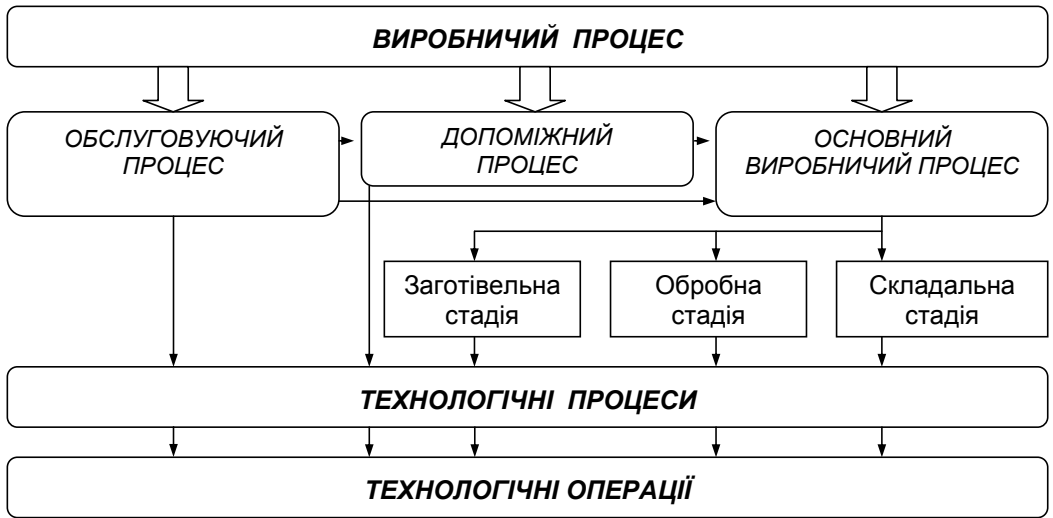 ВИРОБНИЧИЙ ПРОЦЕС
ОБСЛУГОВУЮЧИЙ
ПРОЦЕС
ДОПОМІЖНИЙ
ПРОЦЕС
ОСНОВНИЙ
ВИРОБНИЧИЙ ПРОЦЕС
Заготівельна
стадія
Обробна
стадія
Складальна
стадія
ТЕХНОЛОГІЧНІ ПРОЦЕСИ
ТЕХНОЛОГІЧНІ ОПЕРАЦІЇ